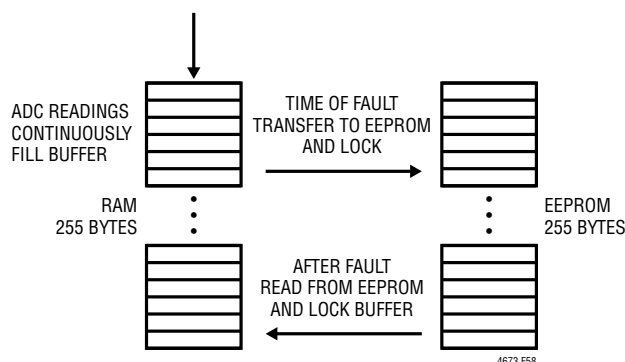 ADC READINGS
CONTINUOUSLY
FILL BUFFER
TIME OF FAULT
TRANSFER TO EEPROM
AND LOCK
RAM
255 BYTES
EEPROM
255 BYTES
AFTER FAULT
READ FROM EEPROM
AND LOCK BUFFER
4673 F58